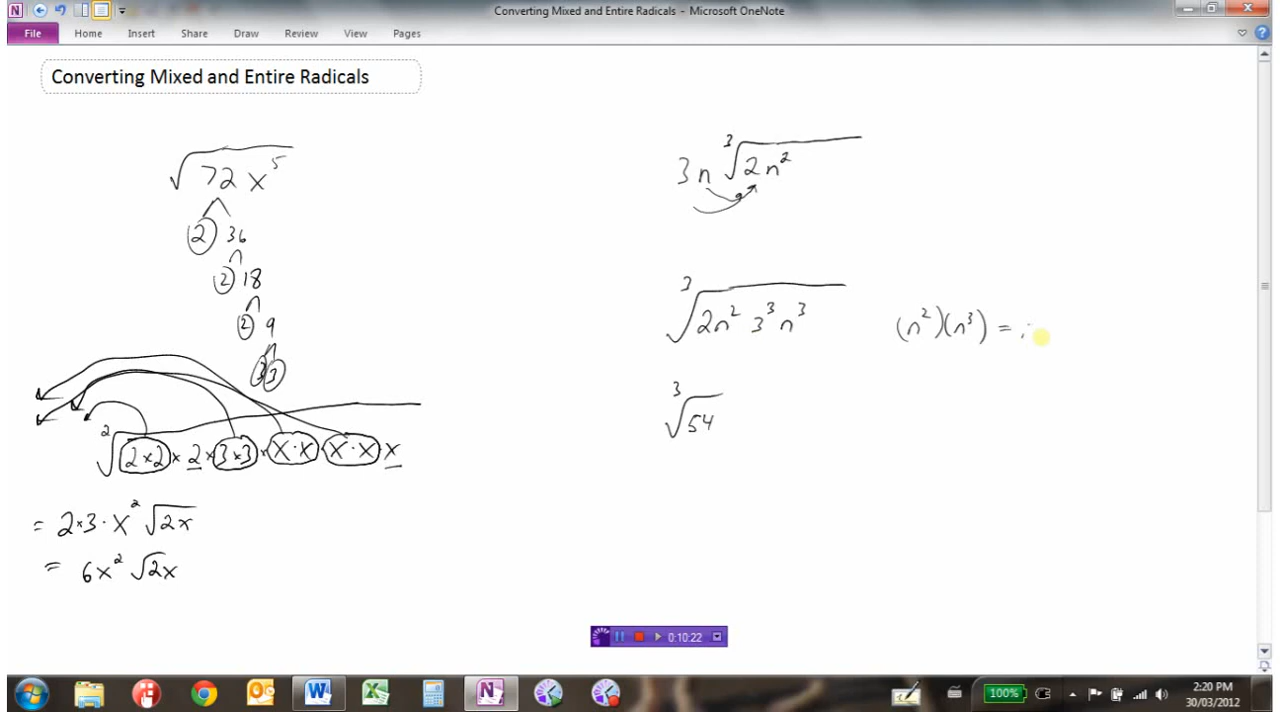 Converting Mixed and Entire Radicals - Microsoft OneNote
File Home Insert Share Draw Review View Pages
Converting Mixed and Entire Radicals
√72x⁵
2 36
2 18
2 9
3 3
²√2×2 × 2 × 3×3 · x·x · x·x x
= 2×3·x² √2x
= 6x² √2x
3n ³√2n²
³√2n² 3³ n³ (n²)(n³) =
³√54
0:10:22
100%
2:20 PM
30/03/2012